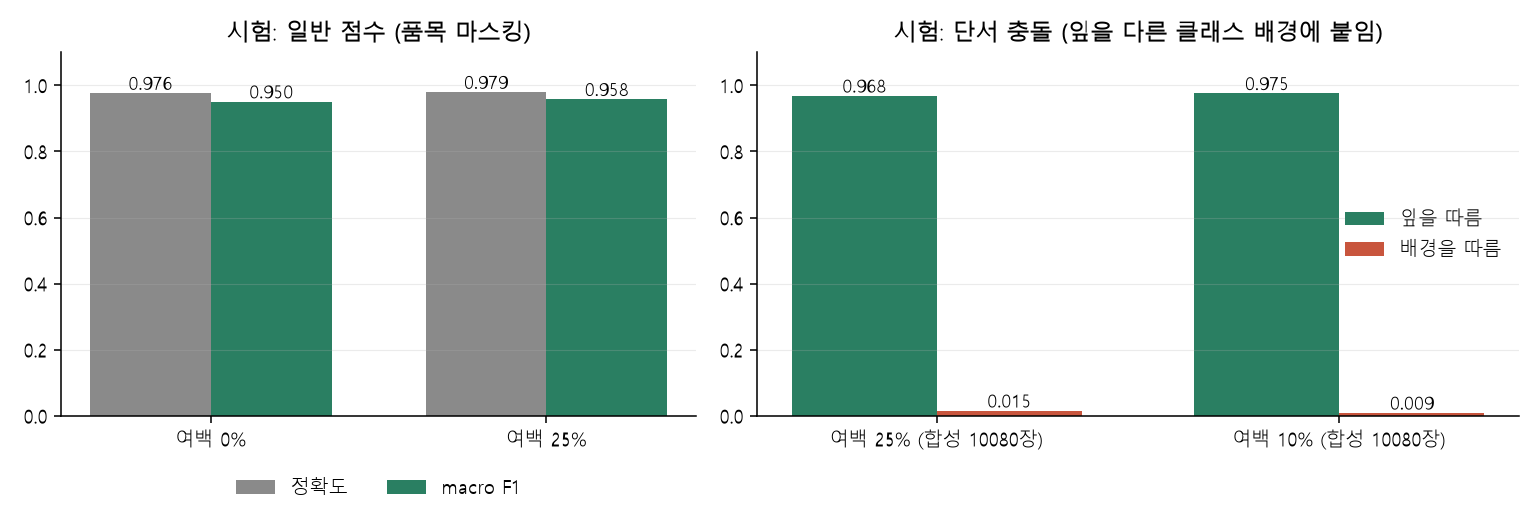 시험: 일반 점수 (품목 마스킹)
1.0
0.8
0.6
0.4
0.2
0.0
0.976
0.950
0.979
0.958
여백 0%
여백 25%
정확도
macro F1
시험: 단서 충돌 (잎을 다른 클래스 배경에 붙임)
1.0
0.8
0.6
0.4
0.2
0.0
0.968
0.015
0.975
0.009
잎을 따름
배경을 따름
여백 25% (합성 10080장)
여백 10% (합성 10080장)